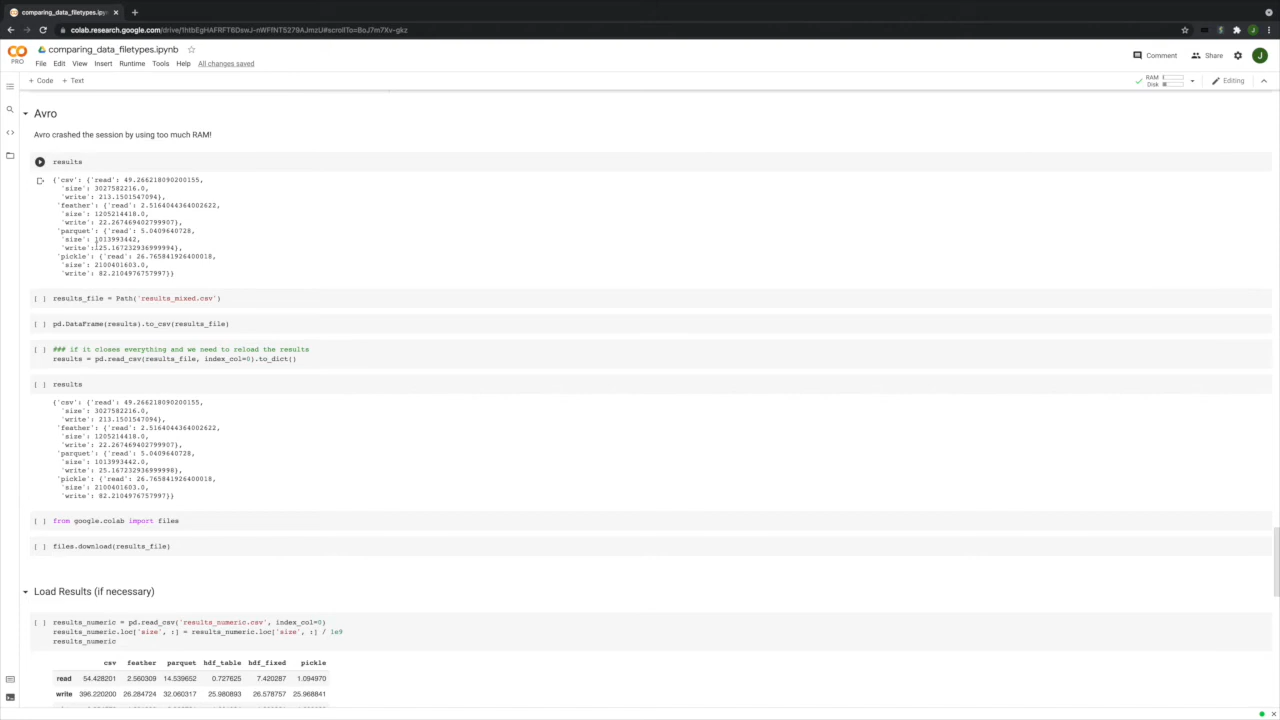 comparing_data_filetypes.ipynb
colab.research.google.com
PRO
comparing_data_filetypes.ipynb
Comment
Share
J
File Edit View Insert Runtime Tools Help All changes saved
+ Code + Text
RAM
Disk
Editing
Avro
Avro crashed the session by using too much RAM!
results
{'csv': {'read': 49.266218090200155,
'size': 3027582216.0,
'write': 213.1501547094},
'feather': {'read': 2.5164044364002622,
'size': 1205214418.0,
'write': 22.267469402799907},
'parquet': {'read': 5.0409640728,
'size': 1013993442,
'write': 25.167232936999994},
'pickle': {'read': 26.765841926400018,
'size': 2100401603.0,
'write': 82.2104976757997}}
[ ] results_file = Path('results_mixed.csv')
[ ] pd.DataFrame(results).to_csv(results_file)
[ ] ### if it closes everything and we need to reload the results
results = pd.read_csv(results_file, index_col=0).to_dict()
[ ] results
{'csv': {'read': 49.266218090200155,
'size': 3027582216.0,
'write': 213.1501547094},
'feather': {'read': 2.5164044364002622,
'size': 1205214418.0,
'write': 22.267469402799907},
'parquet': {'read': 5.0409640728,
'size': 1013993442.0,
'write': 25.167232936999998},
'pickle': {'read': 26.765841926400018,
'size': 2100401603.0,
'write': 82.2104976757997}}
[ ] from google.colab import files
[ ] files.download(results_file)
Load Results (if necessary)
[ ] results_numeric = pd.read_csv('results_numeric.csv', index_col=0)
results_numeric.loc['size', :] = results_numeric.loc['size', :] / 1e9
results_numeric
csv feather parquet hdf_table hdf_fixed pickle
read 54.428201 2.560309 14.539652 0.727625 7.420287 1.094970
write 396.220200 26.284724 32.060317 25.980893 26.578757 25.968841